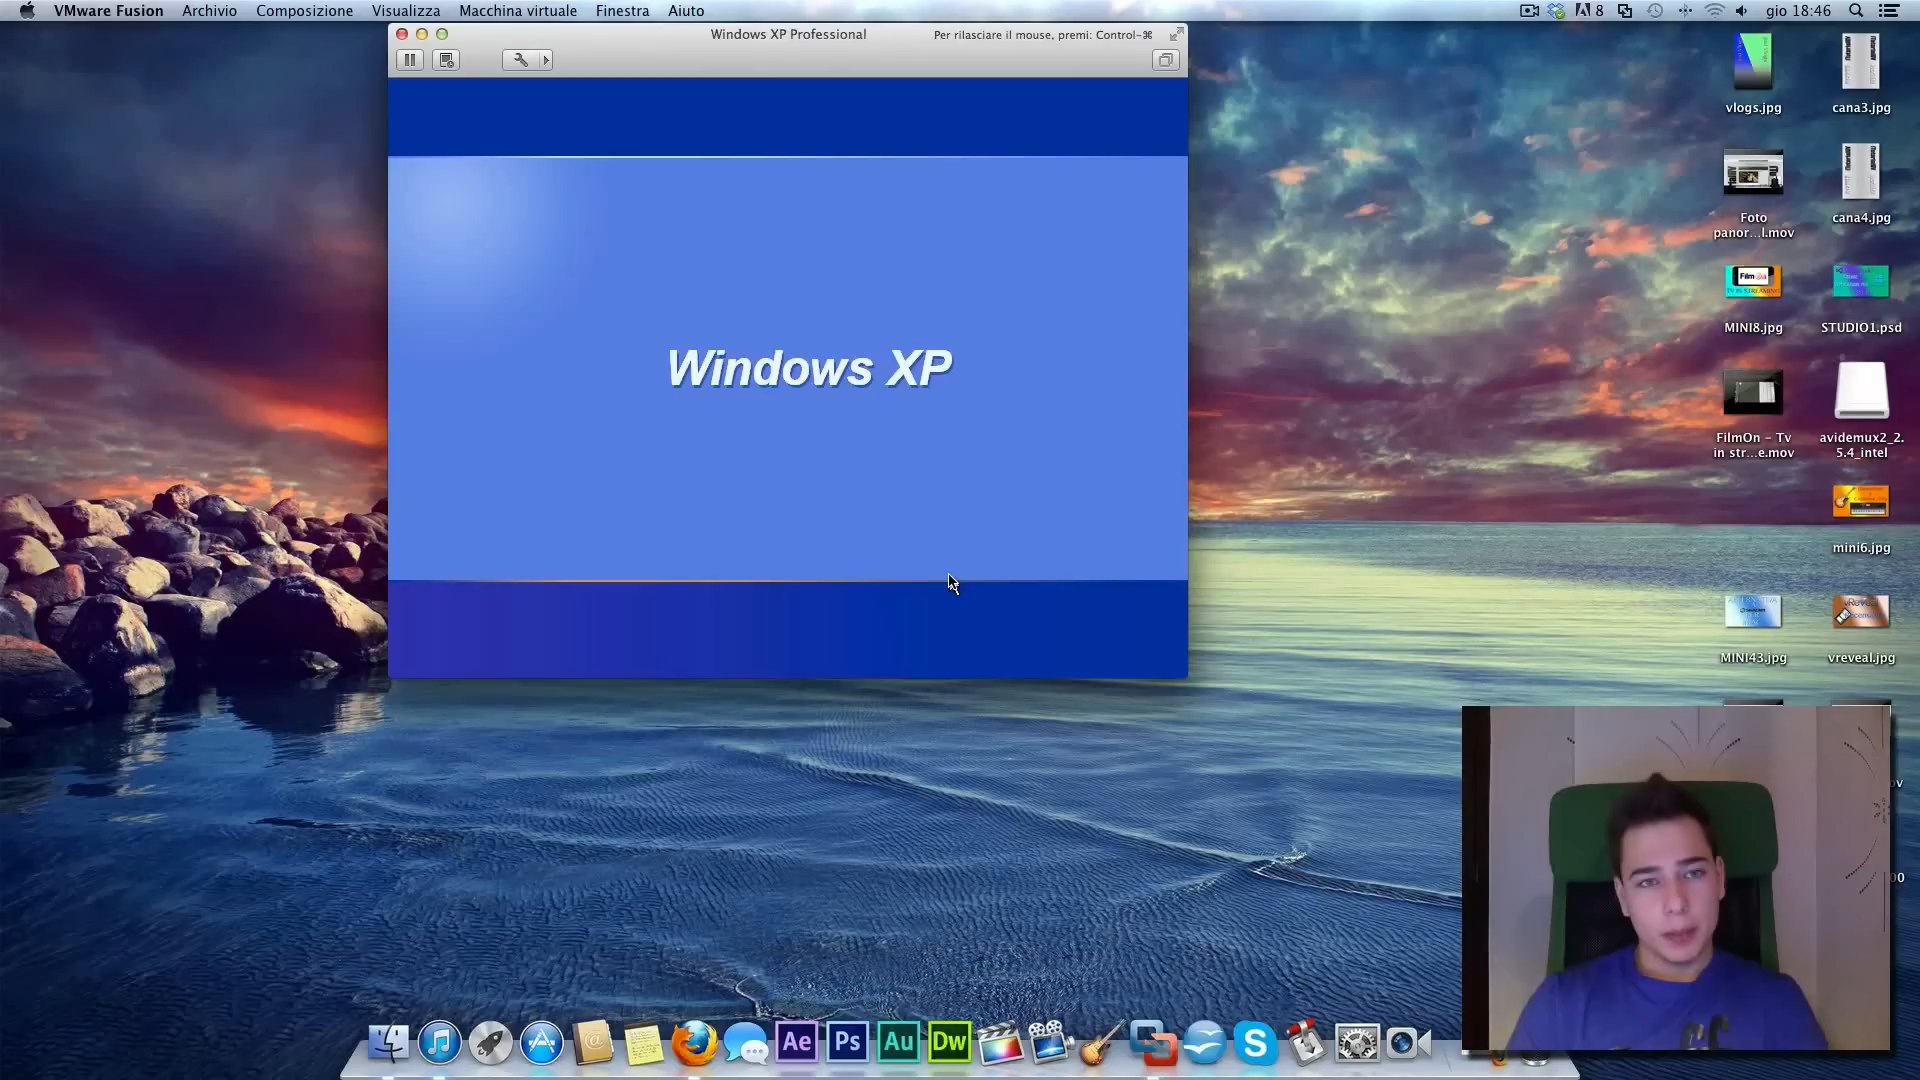 VMware Fusion Archivio Composizione Visualizza Macchina virtuale Finestra Aiuto 8 gio 18:46
Windows XP Professional Per rilasciare il mouse, premi: Control-⌘
Windows XP
vlogs.jpg cana3.jpg
Foto
panor...l.mov cana4.jpg
MINI8.jpg STUDIO1.psd
FilmOn - Tv
in str...e.mov
avidemux2_2.
5.4_intel
mini6.jpg
MINI43.jpg vreveal.jpg
Ae Ps Au Dw S